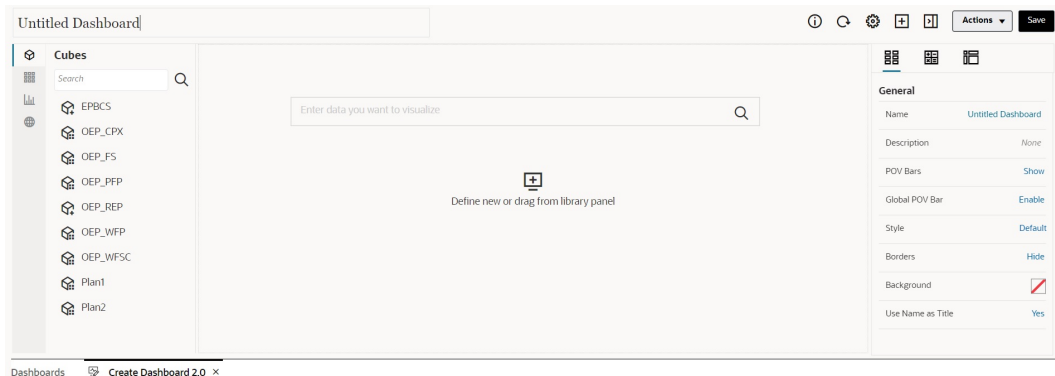 Untitled Dashboard
Actions
Save
Cubes
Search
EPBCS
OEP_CPX
OEP_FS
OEP_PFP
OEP_REP
OEP_WFP
OEP_WFSC
Plan1
Plan2
Enter data you want to visualize
Define new or drag from library panel
General
Name Untitled Dashboard
Description None
POV Bars Show
Global POV Bar Enable
Style Default
Borders Hide
Background
Use Name as Title Yes
Dashboards Create Dashboard 2.0 ×